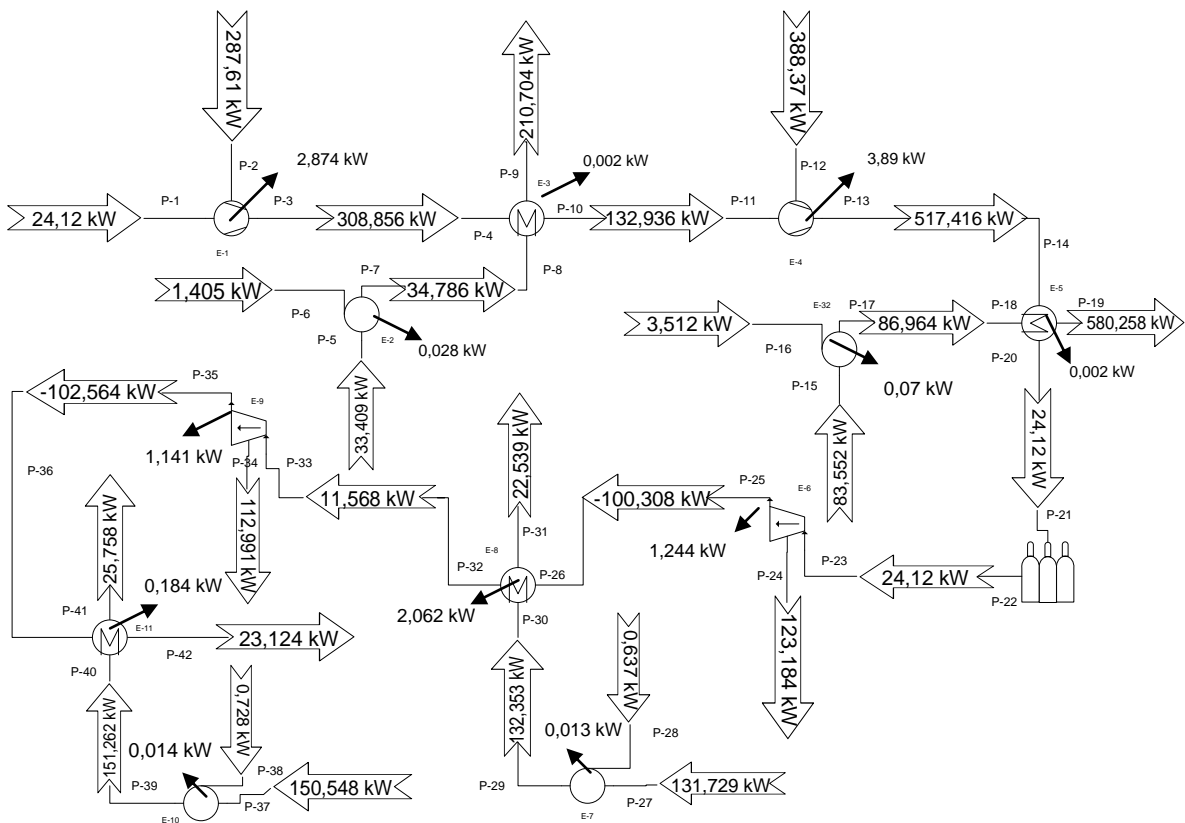 287,61 kW
210,704 kW
388,37 kW
P-2
2,874 kW
P-9
E-3
0,002 kW
P-12
3,89 kW
24,12 kW
P-1
P-3
308,856 kW
P-4
P-10
132,936 kW
P-11
P-13
517,416 kW
E-1
E-4
P-14
P-7
P-8
1,405 kW
34,786 kW
P-6
E-32
P-17
E-5
P-5
E-2
3,512 kW
86,964 kW
P-18
P-19
580,258 kW
0,028 kW
P-16
P-20
P-35
0,002 kW
-102,564 kW
33,409 kW
P-15
0,07 kW
E-9
24,12 kW
22,539 kW
83,552 kW
1,141 kW
P-34
P-33
P-36
P-25
E-6
112,991 kW
11,568 kW
-100,308 kW
P-21
25,758 kW
P-31
1,244 kW
E-8
P-32
P-26
P-24
P-23
24,12 kW
P-22
0,184 kW
P-41
2,062 kW
P-30
E-11
23,124 kW
P-42
123,184 kW
P-40
0,637 kW
132,353 kW
0,728 kW
151,262 kW
0,014 kW
0,013 kW
P-28
P-38
P-39
150,548 kW
P-29
131,729 kW
P-37
P-27
E-10
E-7